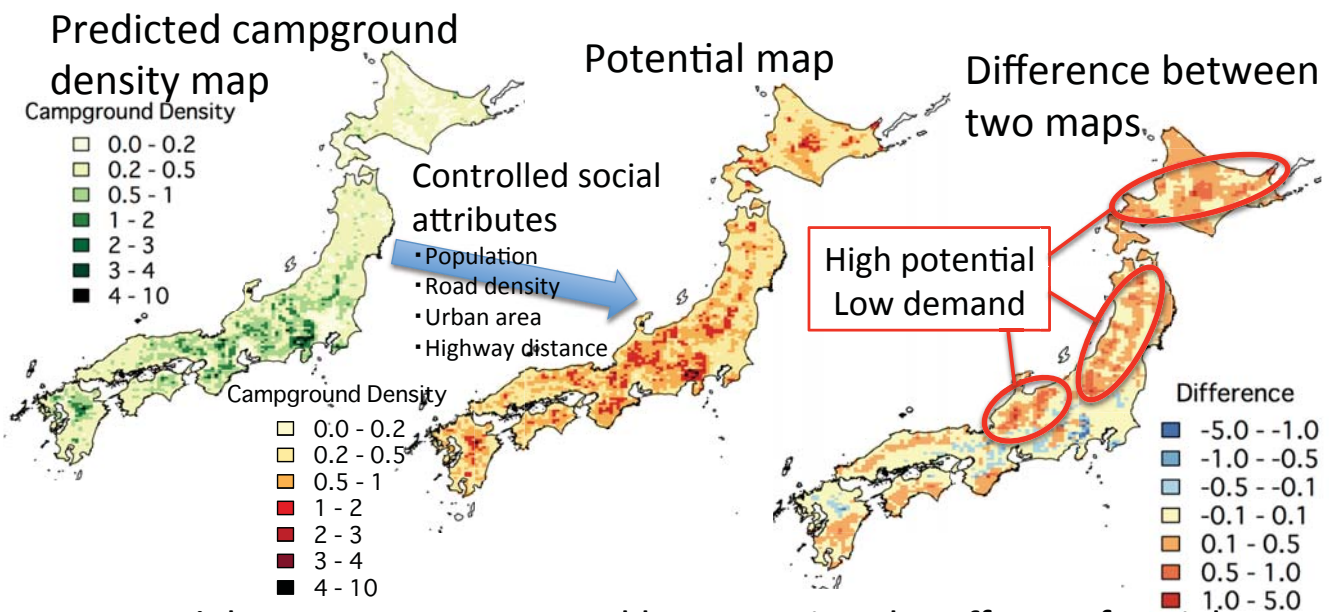 Predicted campground
density map
Campground Density
0.0 - 0.2
0.2 - 0.5
0.5 - 1
1 - 2
2 - 3
3 - 4
4 - 10
Controlled social
attributes
・Population
・Road density
・Urban area
・Highway distance
Potential map
Campground Density
0.0 - 0.2
0.2 - 0.5
0.5 - 1
1 - 2
2 - 3
3 - 4
4 - 10
Difference between
two maps
High potential
Low demand
Difference
-5.0 - -1.0
-1.0 - -0.5
-0.5 - -0.1
-0.1 - 0.1
0.1 - 0.5
0.5 - 1.0
1.0 - 5.0